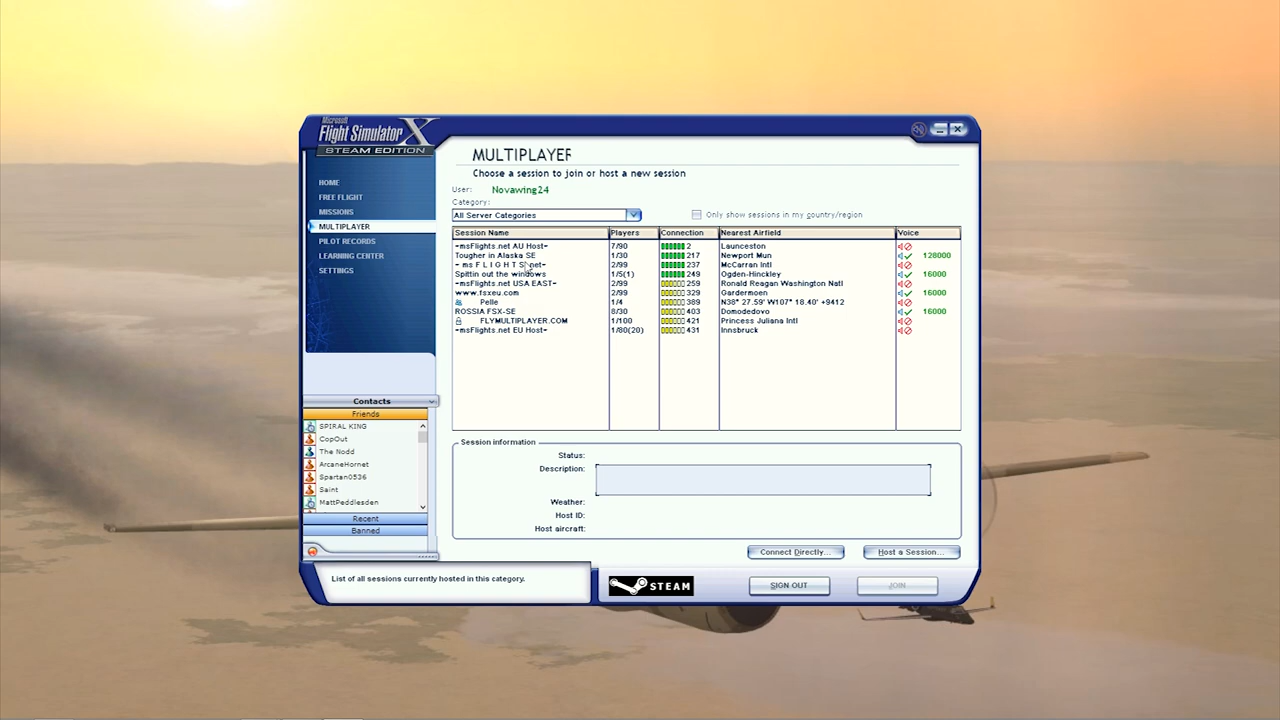 Microsoft
Flight Simulator X
STEAM EDITION
HOME
FREE FLIGHT
MISSIONS
MULTIPLAYER
PILOT RECORDS
LEARNING CENTER
SETTINGS
MULTIPLAYER
Choose a session to join or host a new session
User: Novawing24
Category:
All Server Categories
Only show sessions in my country/region
Session Name Players Connection Nearest Airfield Voice
=msFlights.net AU Host= 7/90 2 Launceston
Tougher in Alaska SE 1/30 217 Newport Mun 128000
- ms F L I G H T S net- 2/99 237 McCarran Intl
Spittin out the windows 1/5(1) 249 Ogden-Hinckley 16000
=msFlights.net USA EAST= 2/99 259 Ronald Reagan Washington Natl
www.fsxeu.com 2/99 329 Gardermoen 16000
Pelle 1/4 389 N38° 27.59' W107° 18.40' +9412
ROSSIA FSX-SE 8/30 403 Domodedovo 16000
FLYMULTIPLAYER.COM 1/100 421 Princess Juliana Intl
=msFlights.net EU Host= 1/80(20) 431 Innsbruck
Contacts
Friends
SPIRAL KING
CopOut
The Nodd
ArcaneHornet
Spartan0536
Saint
MattPeddlesden
Recent
Banned
Session information
Status:
Description:
Weather:
Host ID:
Host aircraft:
Connect Directly... Host a Session...
List of all sessions currently hosted in this category.
STEAM
SIGN OUT JOIN